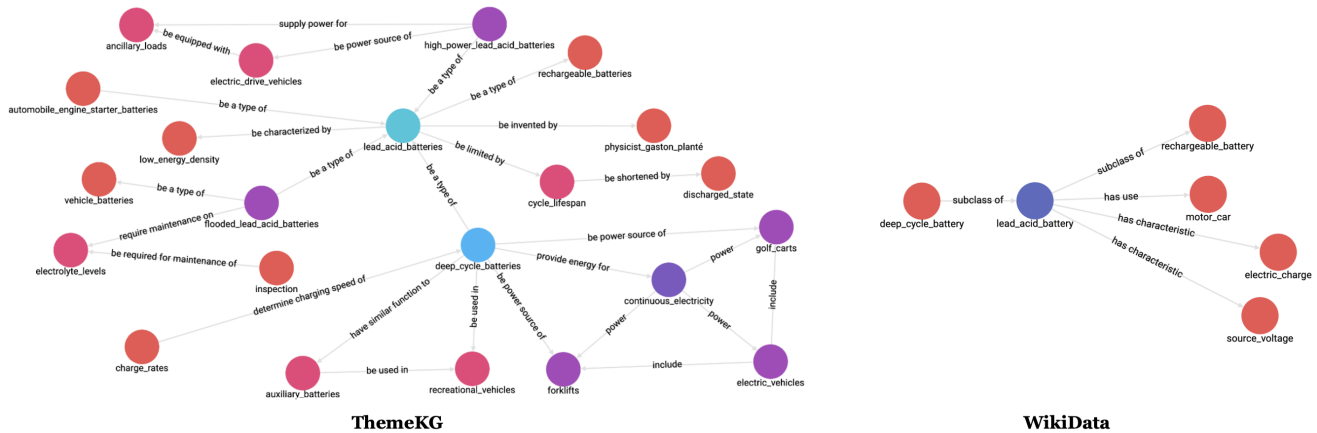 supply power for
ancillary_loads
be equipped with
be power source of
high_power_lead_acid_batteries
electric_drive_vehicles
be a type of
rechargeable_batteries
be a type of
automobile_engine_starter_batteries
be a type of
be characterized by
low_energy_density
lead_acid_batteries
be invented by
physicist_gaston_planté
be limited by
cycle_lifespan
be shortened by
discharged_state
be a type of
vehicle_batteries
be a type of
be a type of
flooded_lead_acid_batteries
require maintenance on
electrolyte_levels
be required for maintenance of
inspection
determine charging speed of
charge_rates
deep_cycle_batteries
be power source of
golf_carts
provide energy for
continuous_electricity
power
include
power
power
have similar function to
be used in
be power source of
auxiliary_batteries
be used in
recreational_vehicles
forklifts
include
electric_vehicles
ThemeKG
rechargeable_battery
subclass of
deep_cycle_battery
subclass of
lead_acid_battery
has use
motor_car
has characteristic
electric_charge
has characteristic
source_voltage
WikiData